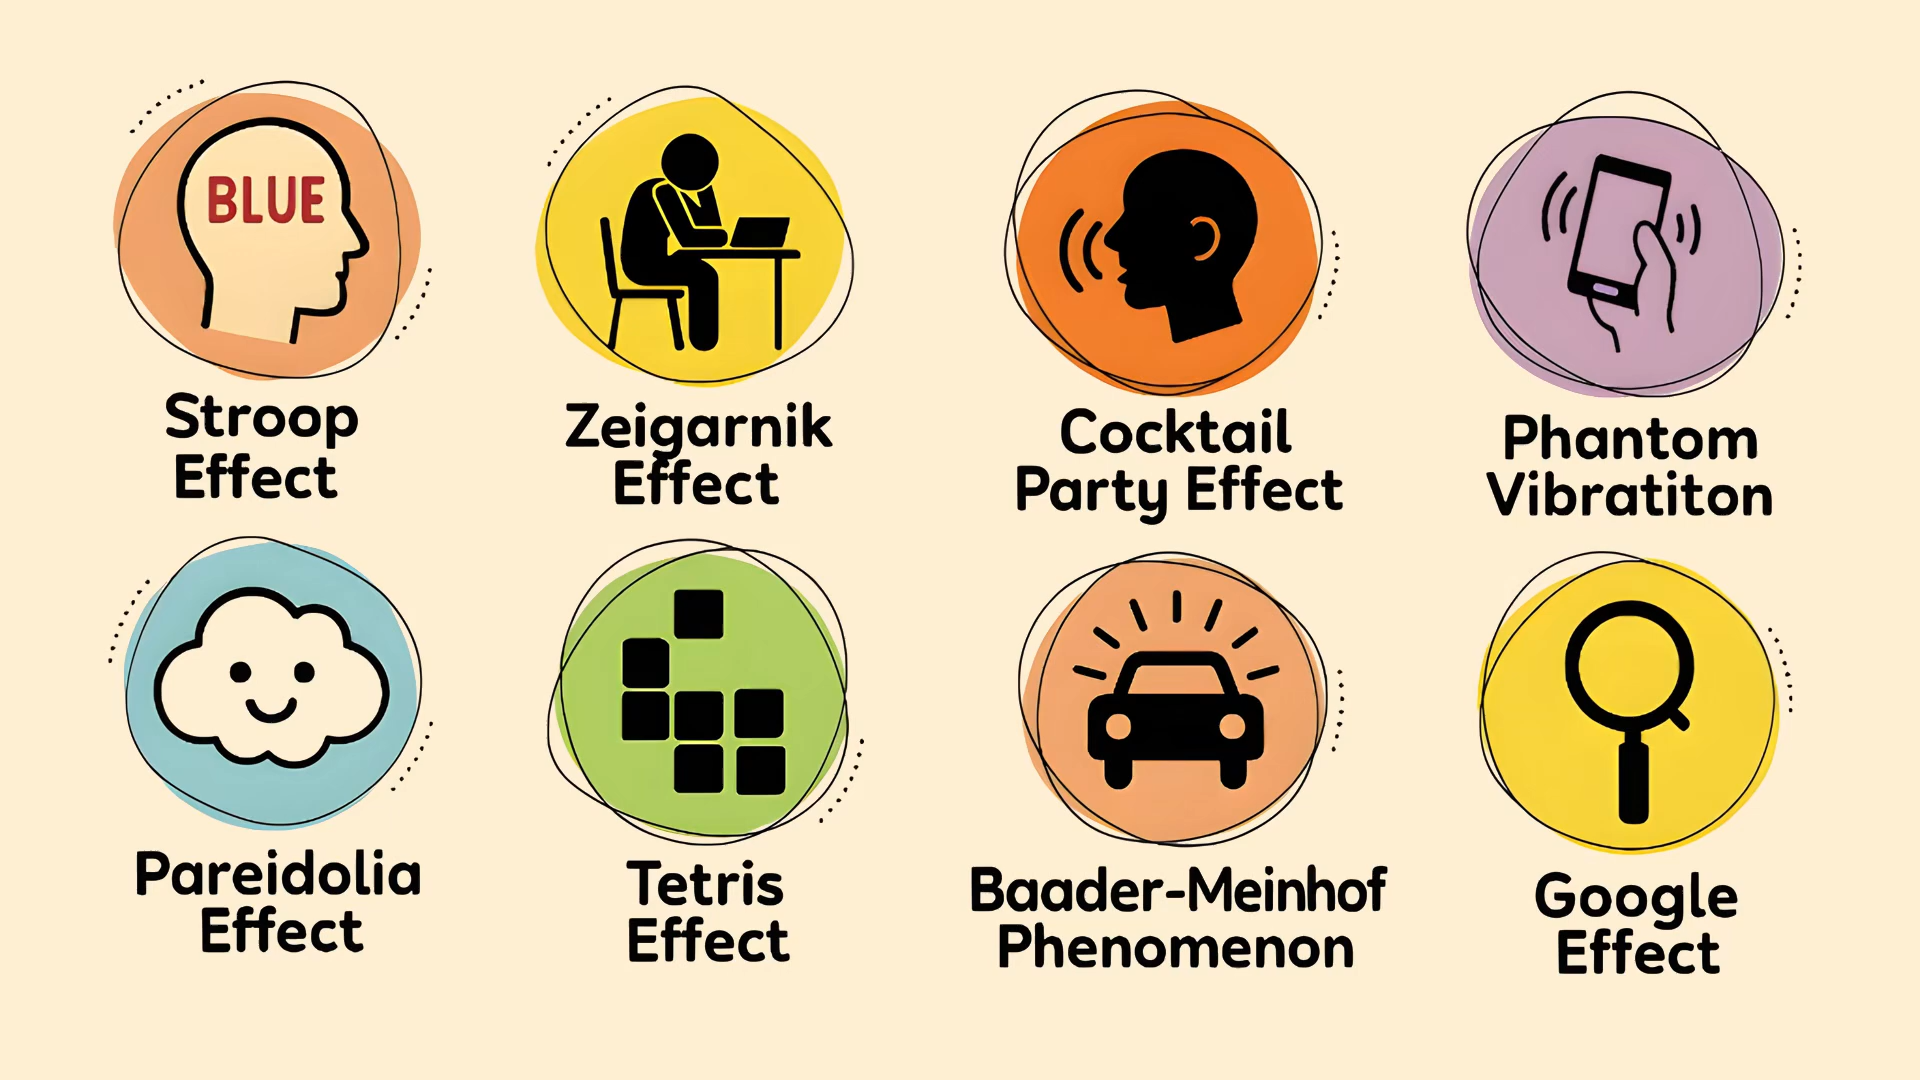 BLUE
Stroop
Effect
Zeigarnik
Effect
Cocktail
Party Effect
Phantom
Vibratiton
Pareidolia
Effect
Tetris
Effect
Baader-Meinhof
Phenomenon
Google
Effect